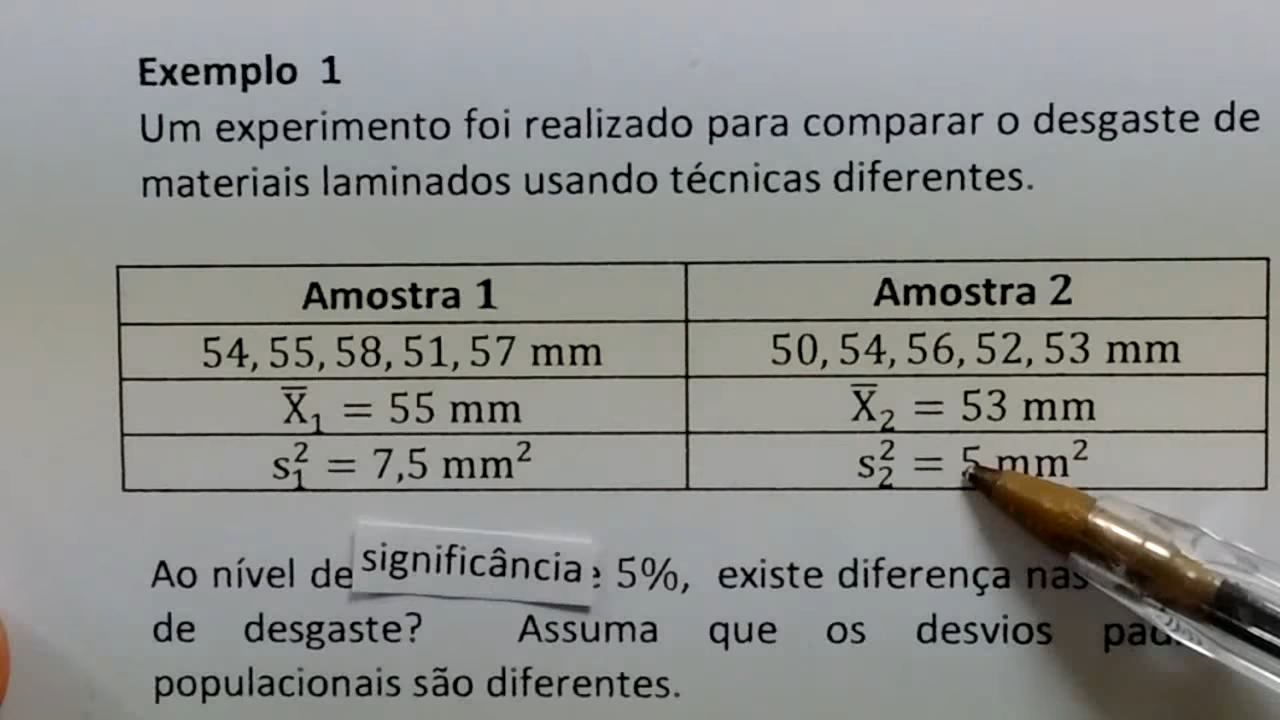 Exemplo 1
Um experimento foi realizado para comparar o desgaste de
materiais laminados usando técnicas diferentes.
Amostra 1 Amostra 2
54, 55, 58, 51, 57 mm 50, 54, 56, 52, 53 mm
X̅₁ = 55 mm X̅₂ = 53 mm
s₁² = 7,5 mm² s₂² = 5 mm²
Ao nível de significância 5%, existe diferença nas
de desgaste? Assuma que os desvios
populacionais são diferentes.